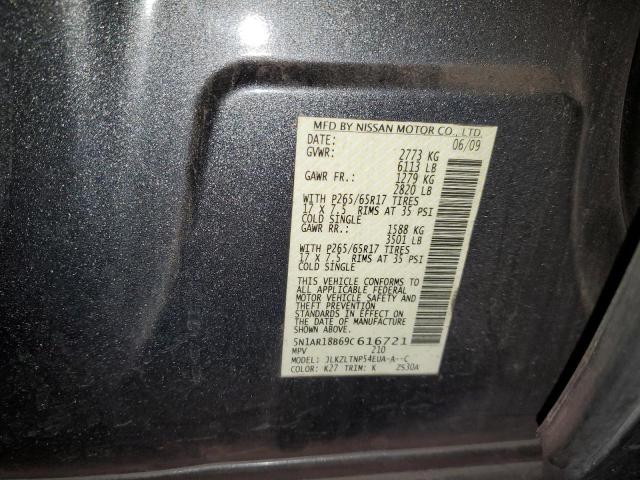 MFD BY NISSAN MOTOR CO., LTD.
DATE: 06/09
GVWR: 2773 KG
6113 LB
GAWR FR.: 1279 KG
2820 LB
WITH P265/65R17 TIRES
17 X 7.5 RIMS AT 35 PSI
COLD SINGLE
GAWR RR.: 1588 KG
3501 LB
WITH P265/65R17 TIRES
17 X 7.5 RIMS AT 35 PSI
COLD SINGLE
THIS VEHICLE CONFORMS TO
ALL APPLICABLE FEDERAL
MOTOR VEHICLE SAFETY AND
THEFT PREVENTION
STANDARDS IN EFFECT ON
THE DATE OF MANUFACTURE
SHOWN ABOVE.
5N1AR18B69C616721
MPV 210
MODEL: JLKZLTNP54EUA-A--C
COLOR: K27 TRIM: K 2S30A